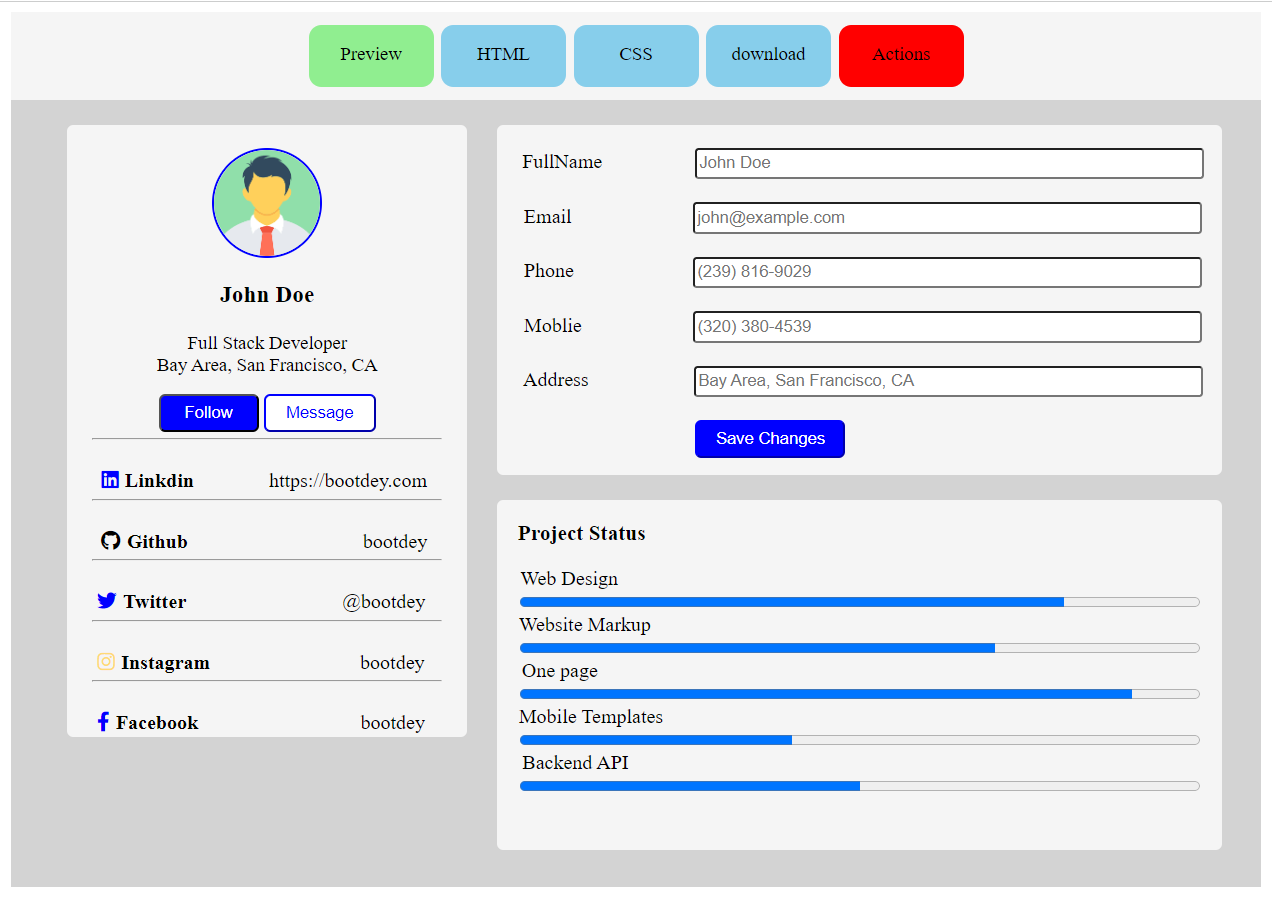 Preview HTML CSS download Actions
John Doe
Full Stack Developer
Bay Area, San Francisco, CA
Follow Message
Linkdin https://bootdey.com
Github bootdey
Twitter @bootdey
Instagram bootdey
Facebook bootdey
FullName John Doe
Email john@example.com
Phone (239) 816-9029
Moblie (320) 380-4539
Address Bay Area, San Francisco, CA
Save Changes
Project Status
Web Design
Website Markup
One page
Mobile Templates
Backend API